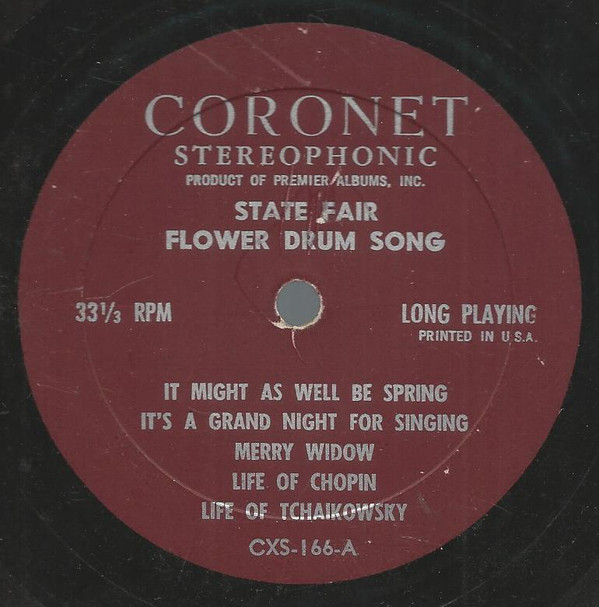 CORONET
STEREOPHONIC
PRODUCT OF PREMIER ALBUMS, INC.
STATE FAIR
FLOWER DRUM SONG
33⅓ RPM
LONG PLAYING
PRINTED IN U.S.A.
IT MIGHT AS WELL BE SPRING
IT'S A GRAND NIGHT FOR SINGING
MERRY WIDOW
LIFE OF CHOPIN
LIFE OF TCHAIKOWSKY
CXS-166-A